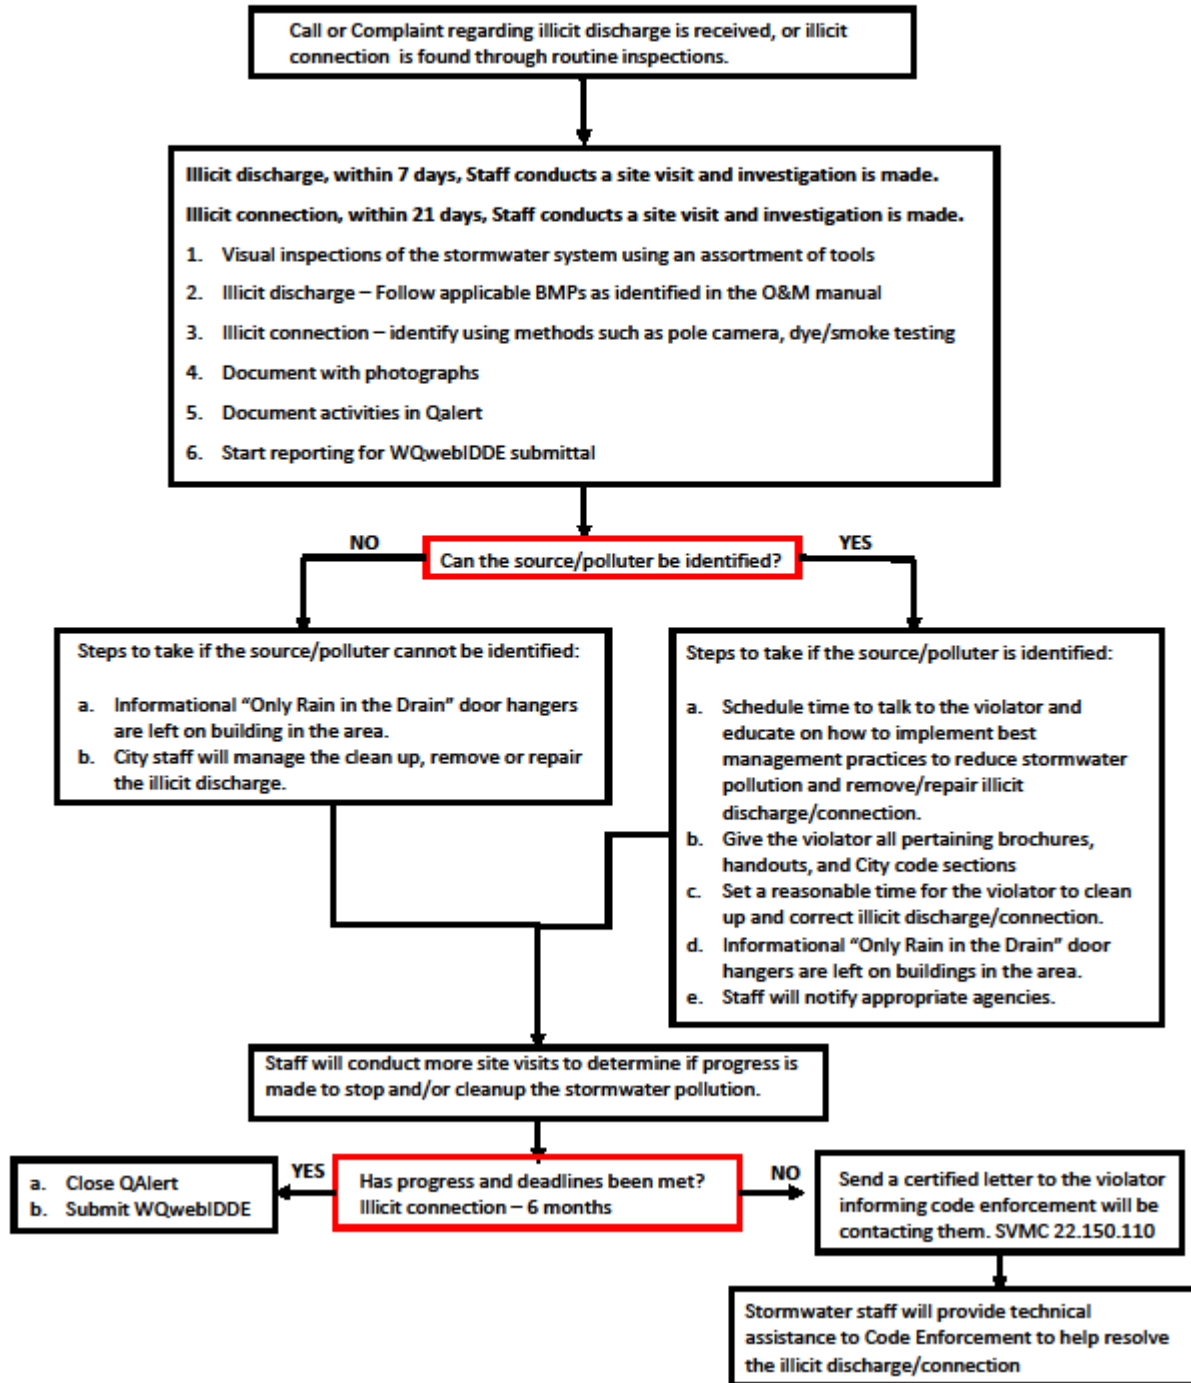 Call or Complaint regarding illicit discharge is received, or illicit
connection is found through routine inspections.
Illicit discharge, within 7 days, Staff conducts a site visit and investigation is made.
Illicit connection, within 21 days, Staff conducts a site visit and investigation is made.
1. Visual inspections of the stormwater system using an assortment of tools
2. Illicit discharge – Follow applicable BMPs as identified in the O&M manual
3. Illicit connection – identify using methods such as pole camera, dye/smoke testing
4. Document with photographs
5. Document activities in Qalert
6. Start reporting for WQwebIDDE submittal
NO
Can the source/polluter be identified?
YES
Steps to take if the source/polluter cannot be identified:
a. Informational “Only Rain in the Drain” door hangers
are left on building in the area.
b. City staff will manage the clean up, remove or repair
the illicit discharge.
Steps to take if the source/polluter is identified:
a. Schedule time to talk to the violator and
educate on how to implement best
management practices to reduce stormwater
pollution and remove/repair illicit
discharge/connection.
b. Give the violator all pertaining brochures,
handouts, and City code sections
c. Set a reasonable time for the violator to clean
up and correct illicit discharge/connection.
d. Informational “Only Rain in the Drain” door
hangers are left on buildings in the area.
e. Staff will notify appropriate agencies.
Staff will conduct more site visits to determine if progress is
made to stop and/or cleanup the stormwater pollution.
a. Close QAlert
b. Submit WQwebIDDE
YES
Has progress and deadlines been met?
Illicit connection – 6 months
NO
Send a certified letter to the violator
informing code enforcement will be
contacting them. SVMC 22.150.110
Stormwater staff will provide technical
assistance to Code Enforcement to help resolve
the illicit discharge/connection